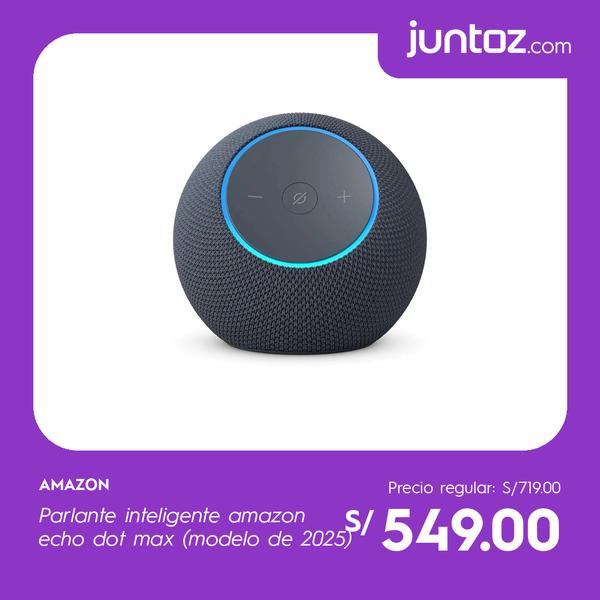 juntoz.com
AMAZON
Parlante inteligente amazon
echo dot max (modelo de 2025)
Precio regular: S/719.00
S/ 549.00